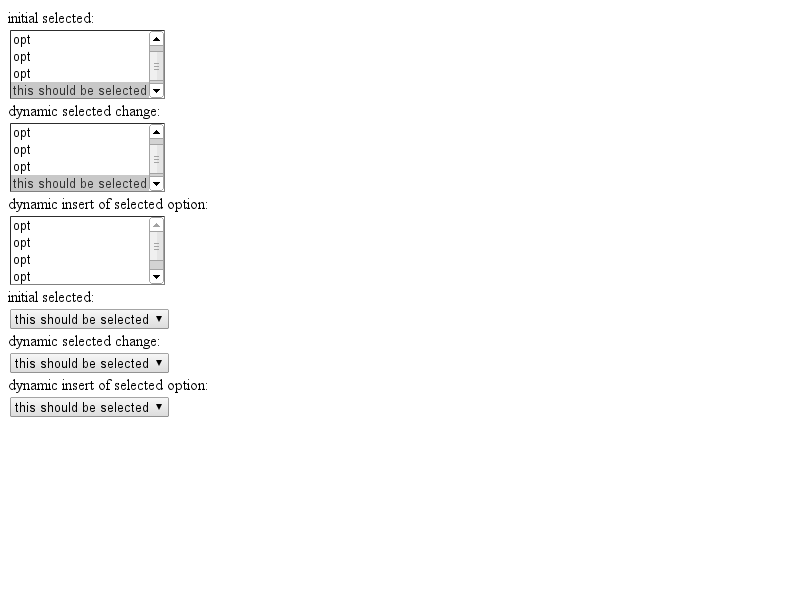 initial selected:
opt
opt
opt
this should be selected
dynamic selected change:
opt
opt
opt
this should be selected
dynamic insert of selected option:
opt
opt
opt
opt
initial selected:
this should be selected
dynamic selected change:
this should be selected
dynamic insert of selected option:
this should be selected